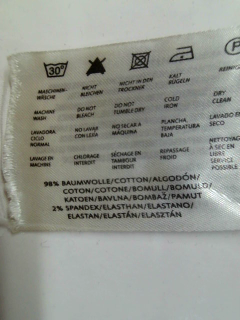 30°
P
MASCHINEN- NICHT NICHT IN DEN KALT REINIGEN
WÄSCHE BLEICHEN TROCKNER BÜGELN
MACHINE DO NOT DO NOT COLD DRY
WASH BLEACH TUMBLE DRY IRON CLEAN
LAVADORA NO LAVAR NO SECAR A PLANCHA, LAVADO EN
CICLO CON LEJÍA MÁQUINA TEMPERATURA SECO
NORMAL BAJA
LAVAGE EN CHLORAGE SÉCHAGE EN REPASSAGE NETTOYAGE
MACHINE INTERDIT TAMBOUR FROID À SEC EN
INTERDIT LIBRE
SERVICE
98% BAUMWOLLE/COTTON/ALGODÓN/
COTON/COTONE/BOMULL/BOMULD/
KATOEN/BAVLNA/BOMBAŽ/PAMUT
2% SPANDEX/ELASTHAN/ELASTANO/
ELASTAN/ELASTÁN/ELASZTÁN